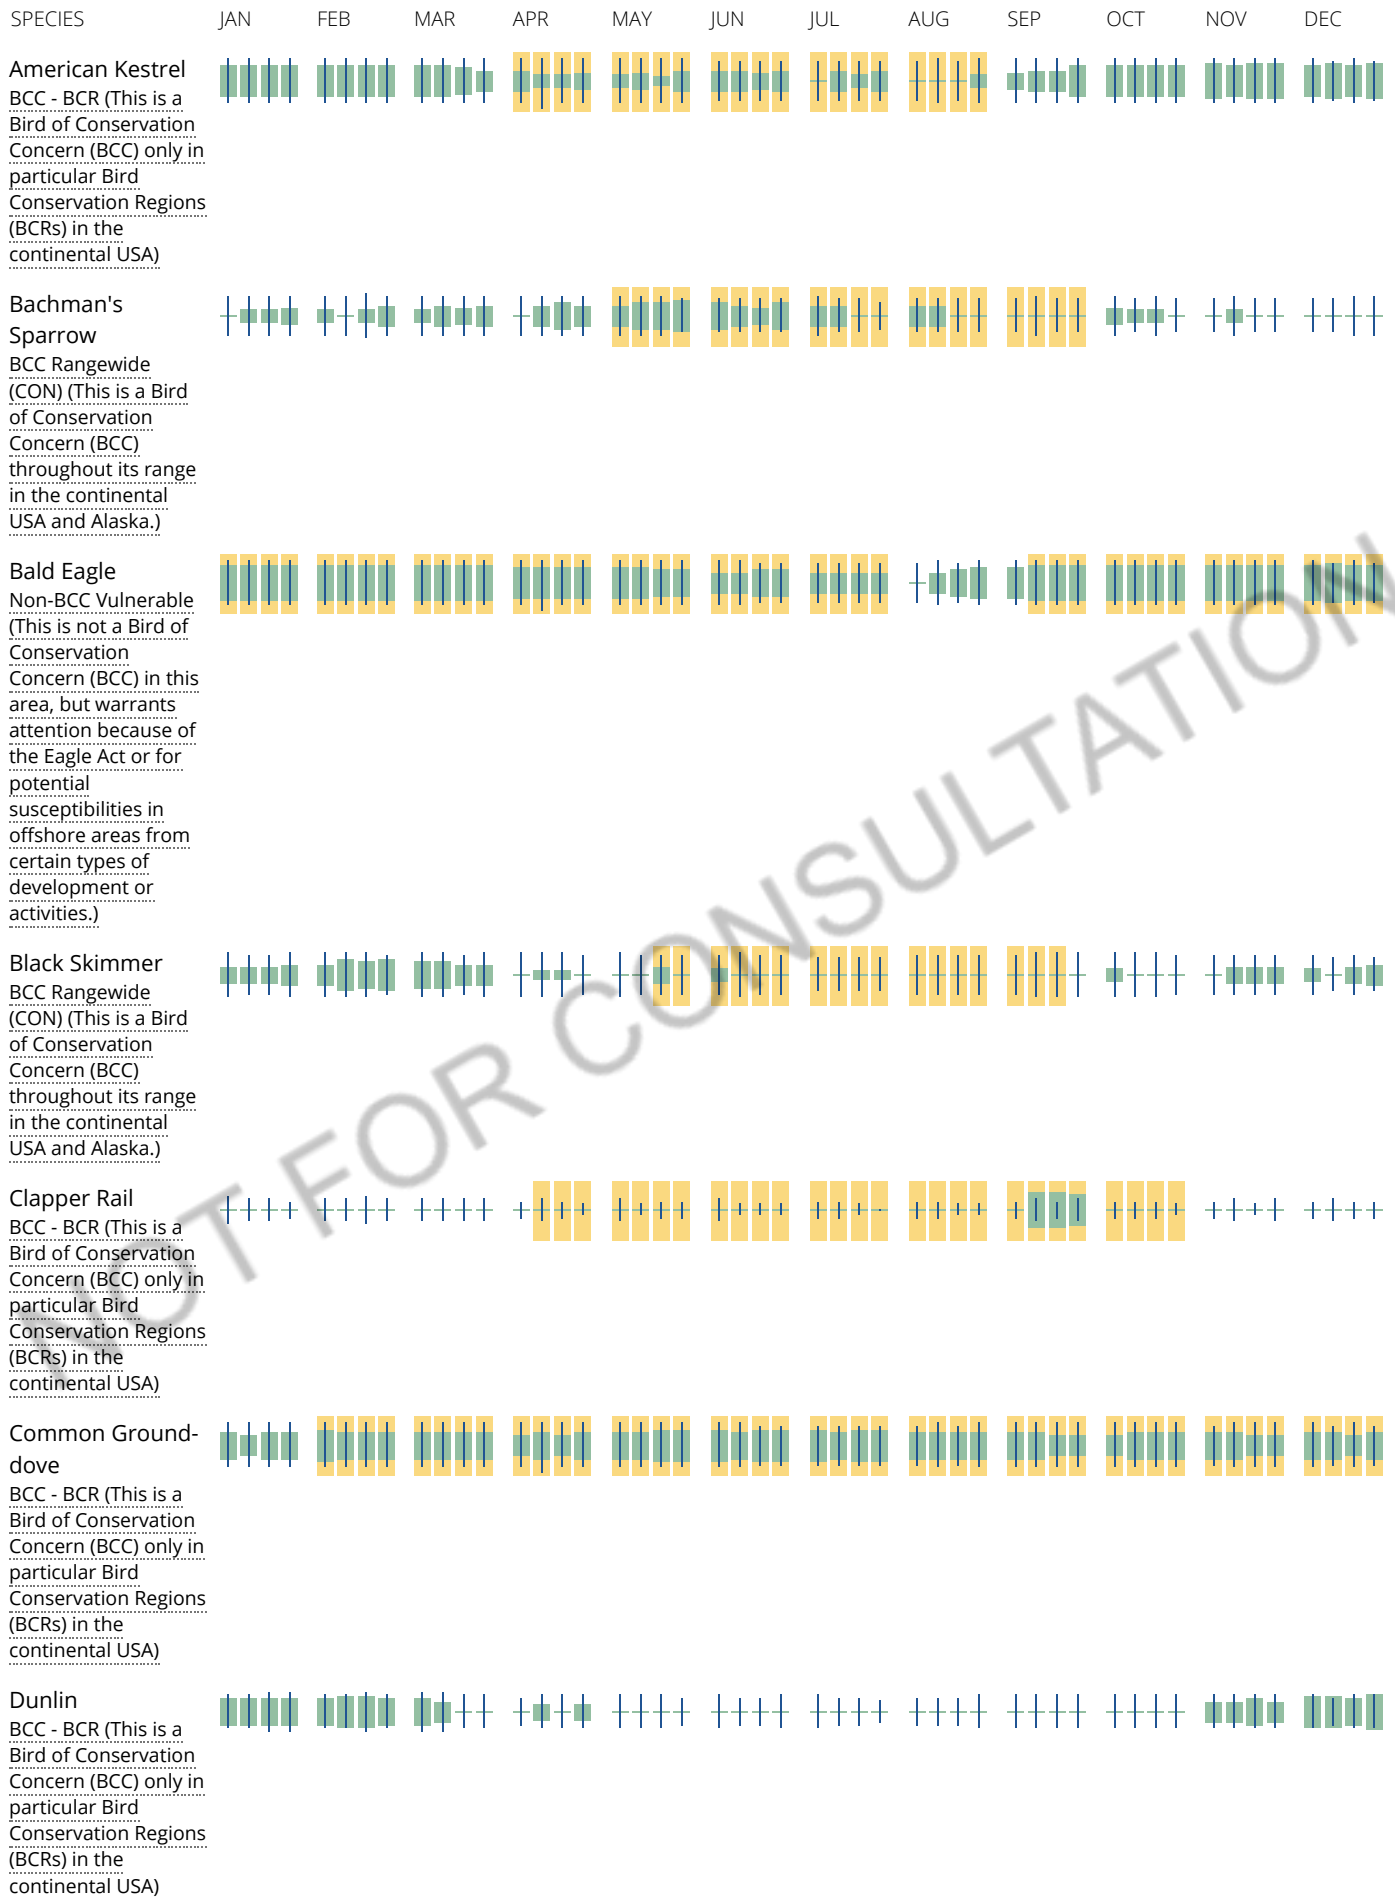 SPECIES JAN FEB MAR APR MAY JUN JUL AUG SEP OCT NOV DEC
American Kestrel
BCC - BCR (This is a
Bird of Conservation
Concern (BCC) only in
particular Bird
Conservation Regions
(BCRs) in the
continental USA)
Bachman's
Sparrow
BCC Rangewide
(CON) (This is a Bird
of Conservation
Concern (BCC)
throughout its range
in the continental
USA and Alaska.)
Bald Eagle
Non-BCC Vulnerable
(This is not a Bird of
Conservation
Concern (BCC) in this
area, but warrants
attention because of
the Eagle Act or for
potential
susceptibilities in
offshore areas from
certain types of
development or
activities.)
Black Skimmer
BCC Rangewide
(CON) (This is a Bird
of Conservation
Concern (BCC)
throughout its range
in the continental
USA and Alaska.)
Clapper Rail
BCC - BCR (This is a
Bird of Conservation
Concern (BCC) only in
particular Bird
Conservation Regions
(BCRs) in the
continental USA)
Common Ground-
dove
BCC - BCR (This is a
Bird of Conservation
Concern (BCC) only in
particular Bird
Conservation Regions
(BCRs) in the
continental USA)
Dunlin
BCC - BCR (This is a
Bird of Conservation
Concern (BCC) only in
particular Bird
Conservation Regions
(BCRs) in the
continental USA)
NOT FOR CONSULTATION